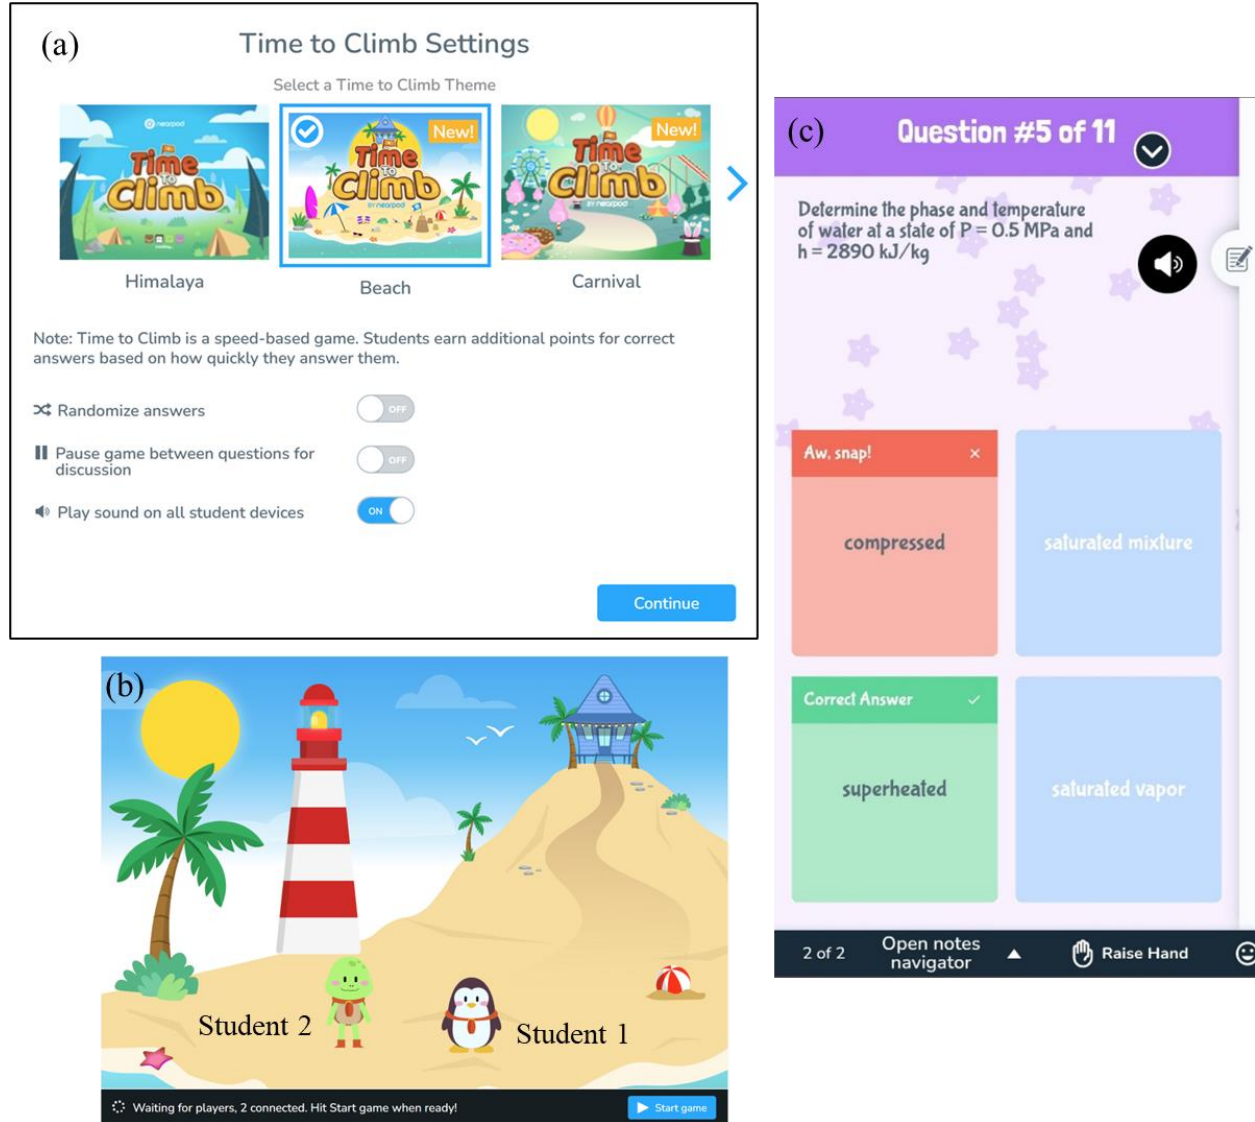 (a)
Time to Climb Settings
Select a Time to Climb Theme
nearpod
Time
to
Climb
New!
Time
to
Climb
BY nearpod
New!
Time
to
Climb
BY nearpod
Himalaya
Beach
Carnival
Note: Time to Climb is a speed-based game. Students earn additional points for correct
answers based on how quickly they answer them.
Randomize answers
OFF
Pause game between questions for
discussion
OFF
Play sound on all student devices
ON
Continue
(b)
Student 2
Student 1
Waiting for players, 2 connected. Hit Start game when ready!
Start game
(c)
Question #5 of 11
Determine the phase and temperature
of water at a state of P = 0.5 MPa and
h = 2890 kJ/kg
Aw, snap!
compressed
saturated mixture
Correct Answer
superheated
saturated vapor
2 of 2
Open notes
navigator
Raise Hand